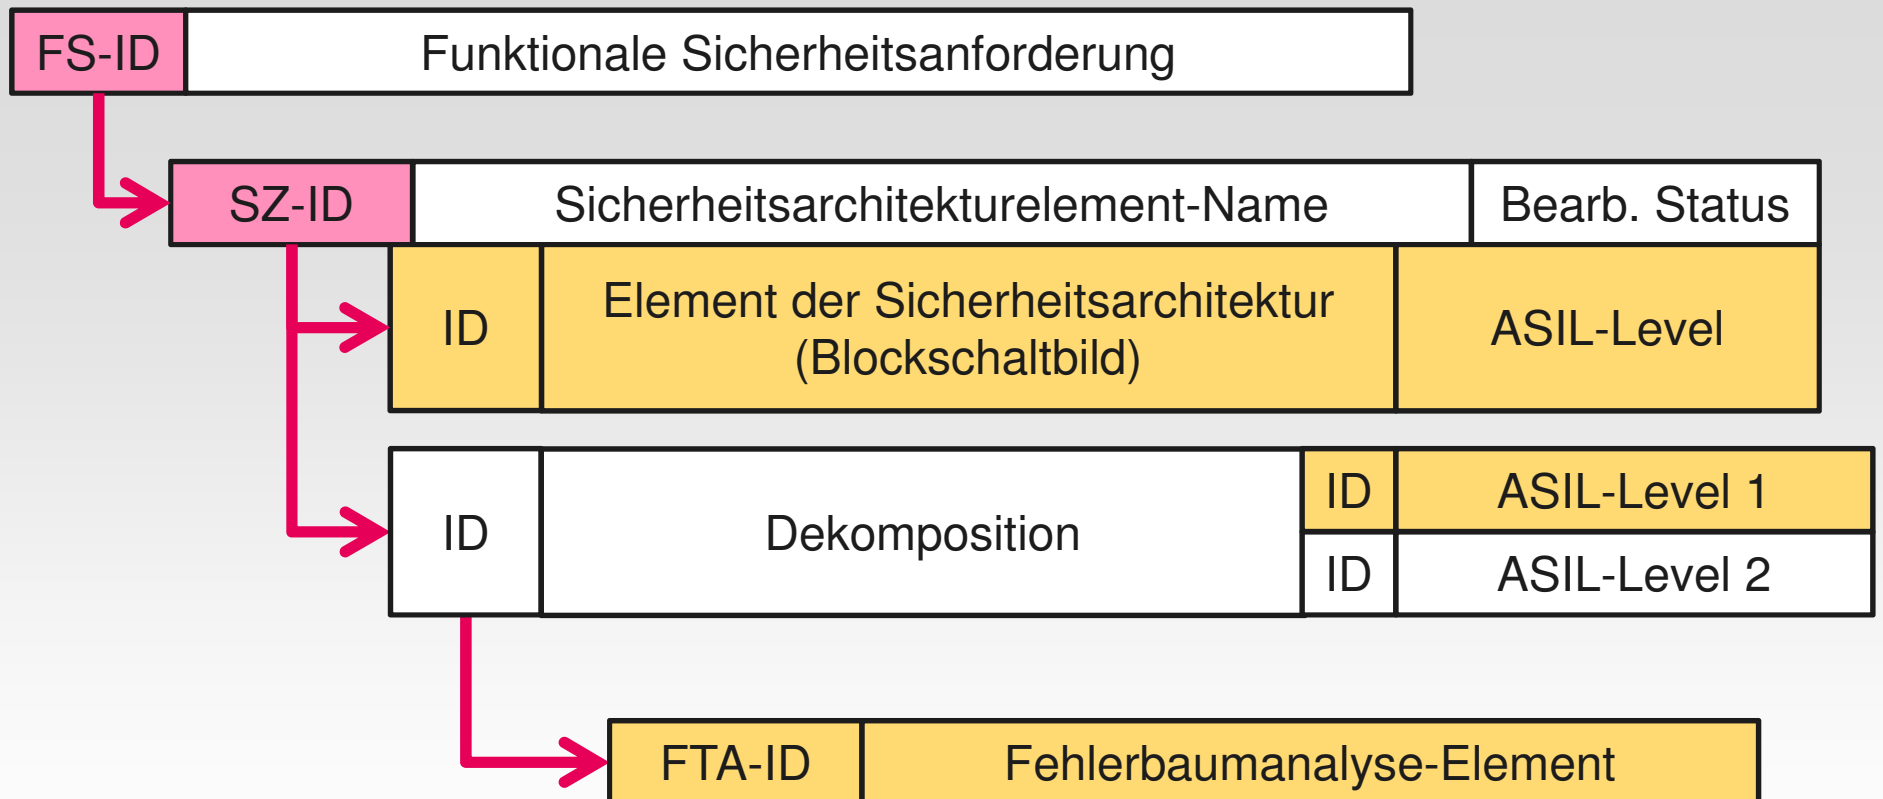 FS-ID Funktionale Sicherheitsanforderung
SZ-ID Sicherheitsarchitekturelement-Name Bearb. Status
ID Element der Sicherheitsarchitektur
(Blockschaltbild) ASIL-Level
ID Dekomposition ID ASIL-Level 1
ID ASIL-Level 2
FTA-ID Fehlerbaumanalyse-Element